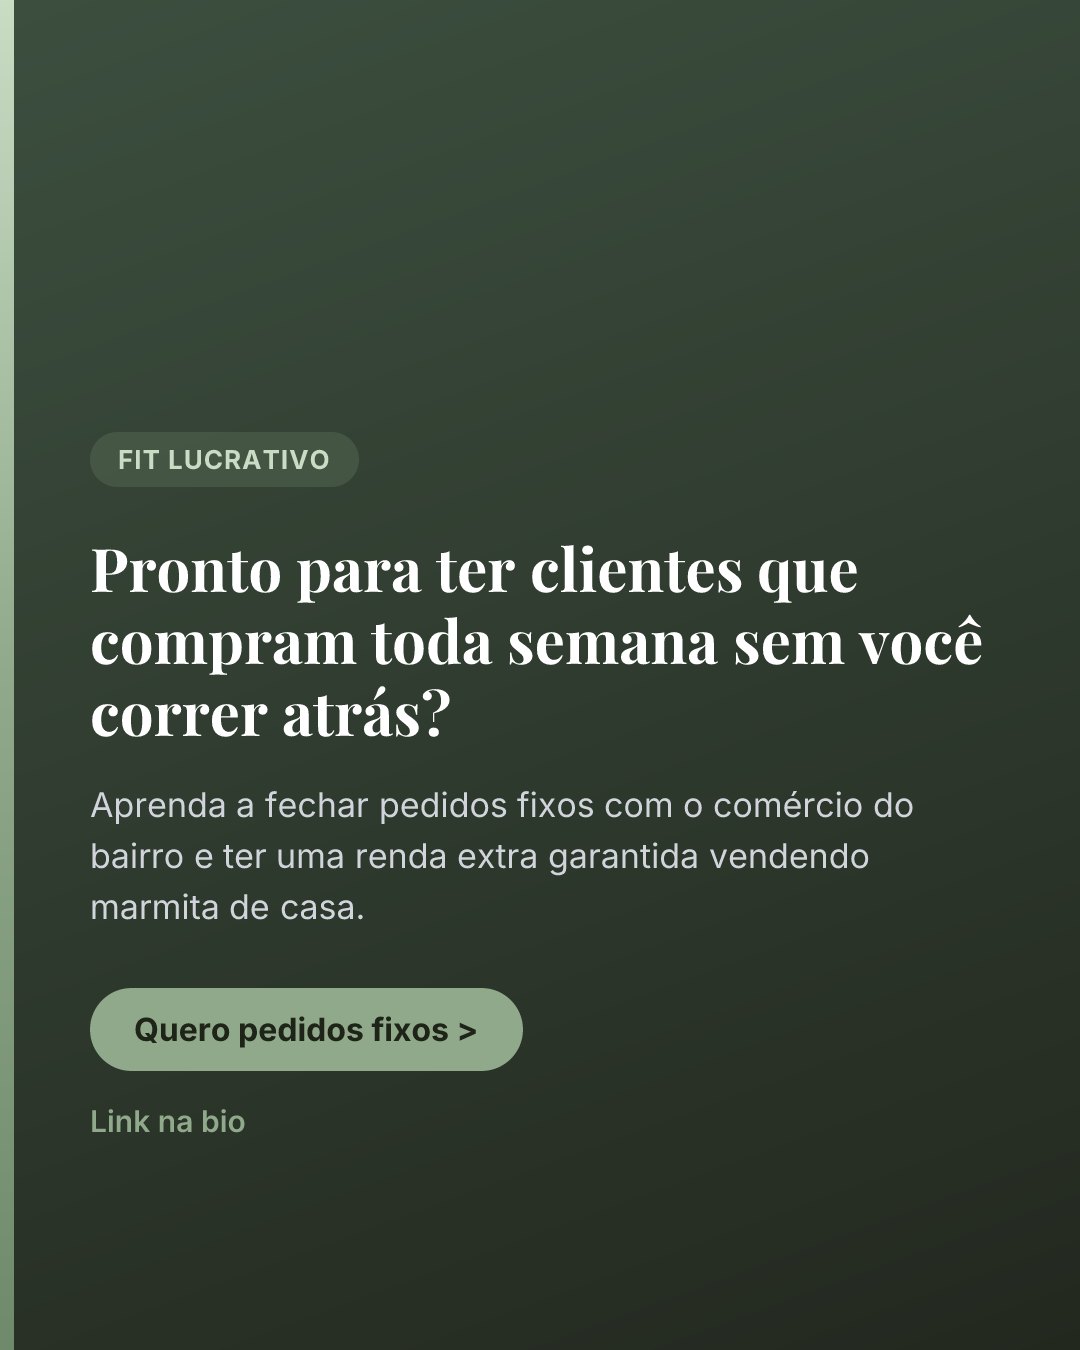 FIT LUCRATIVO
Pronto para ter clientes que
compram toda semana sem você
correr atrás?
Aprenda a fechar pedidos fixos com o comércio do
bairro e ter uma renda extra garantida vendendo
marmita de casa.
Quero pedidos fixos >
Link na bio